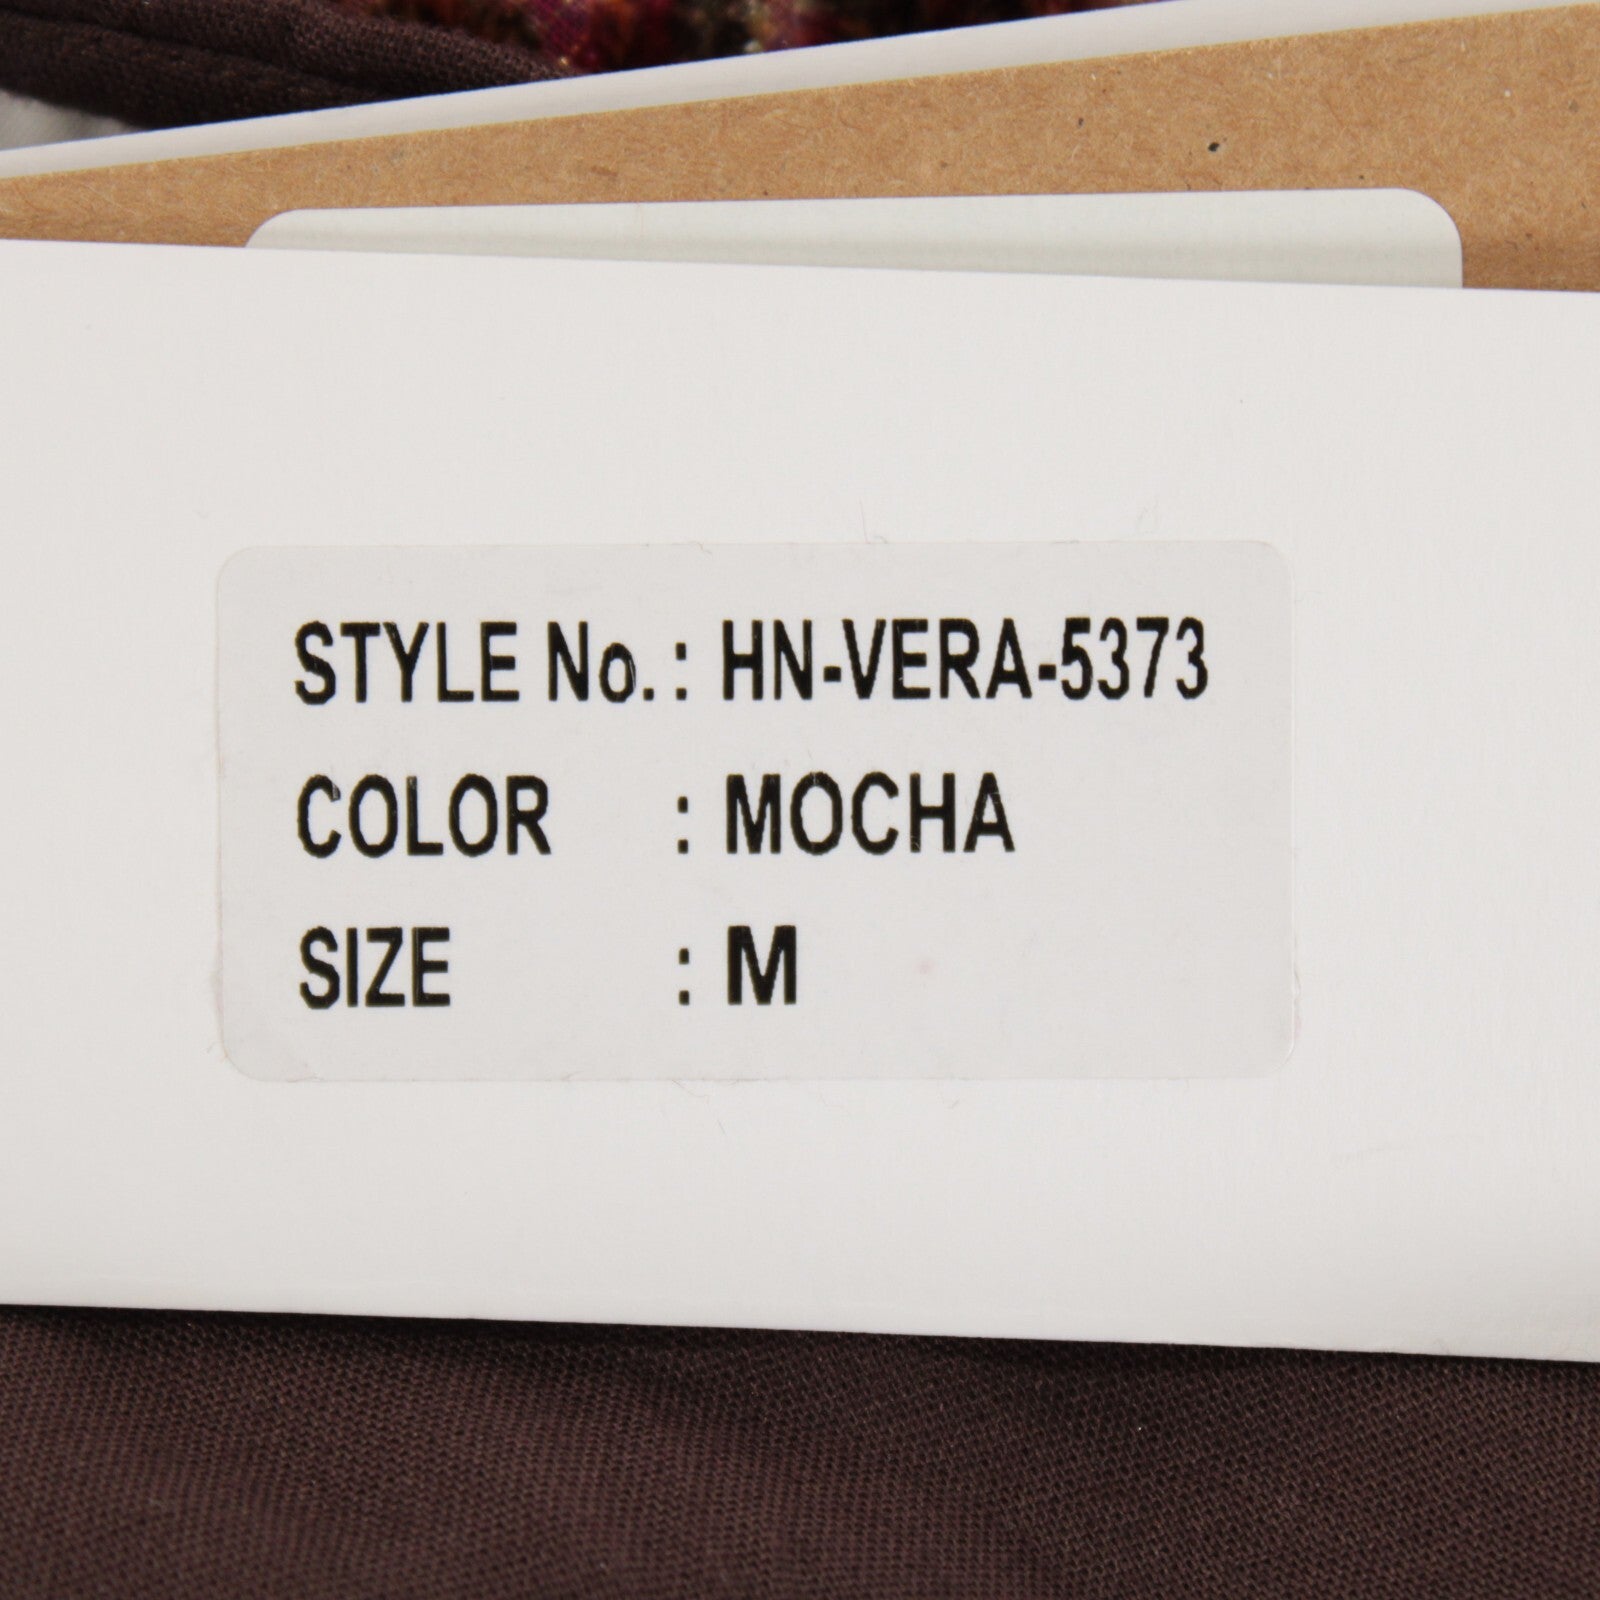 STYLE No. : HN-VERA-5373
COLOR : MOCHA
SIZE : M